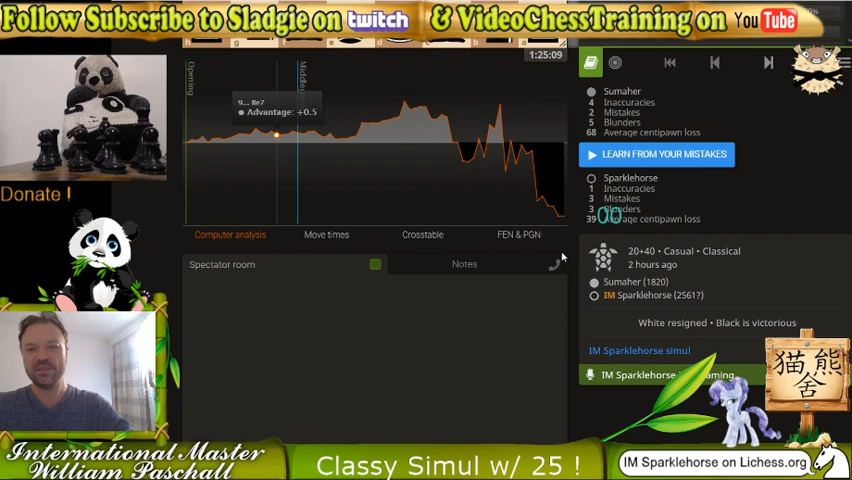 Follow Subscribe to Sladgie on twitch & VideoChessTraining on YouTube
1:25:09
Opening
9... Be7
Advantage: +0.5
Sumaher
4 Inaccuracies
2 Mistakes
5 Blunders
68 Average centipawn loss
LEARN FROM YOUR MISTAKES
Sparklehorse
1 Inaccuracies
3 Mistakes
3 Blunders
39 Average centipawn loss
Donate !
Computer analysis
Move times
Crosstable
FEN & PGN
Spectator room
Notes
20+40 • Casual • Classical
2 hours ago
Sumaher (1820)
IM Sparklehorse (2561?)
White resigned • Black is victorious
IM Sparklehorse simul
IM Sparklehorse
猫熊
舍
International Master
William Paschall
Classy Simul w/ 25 !
IM Sparklehorse on Lichess.org